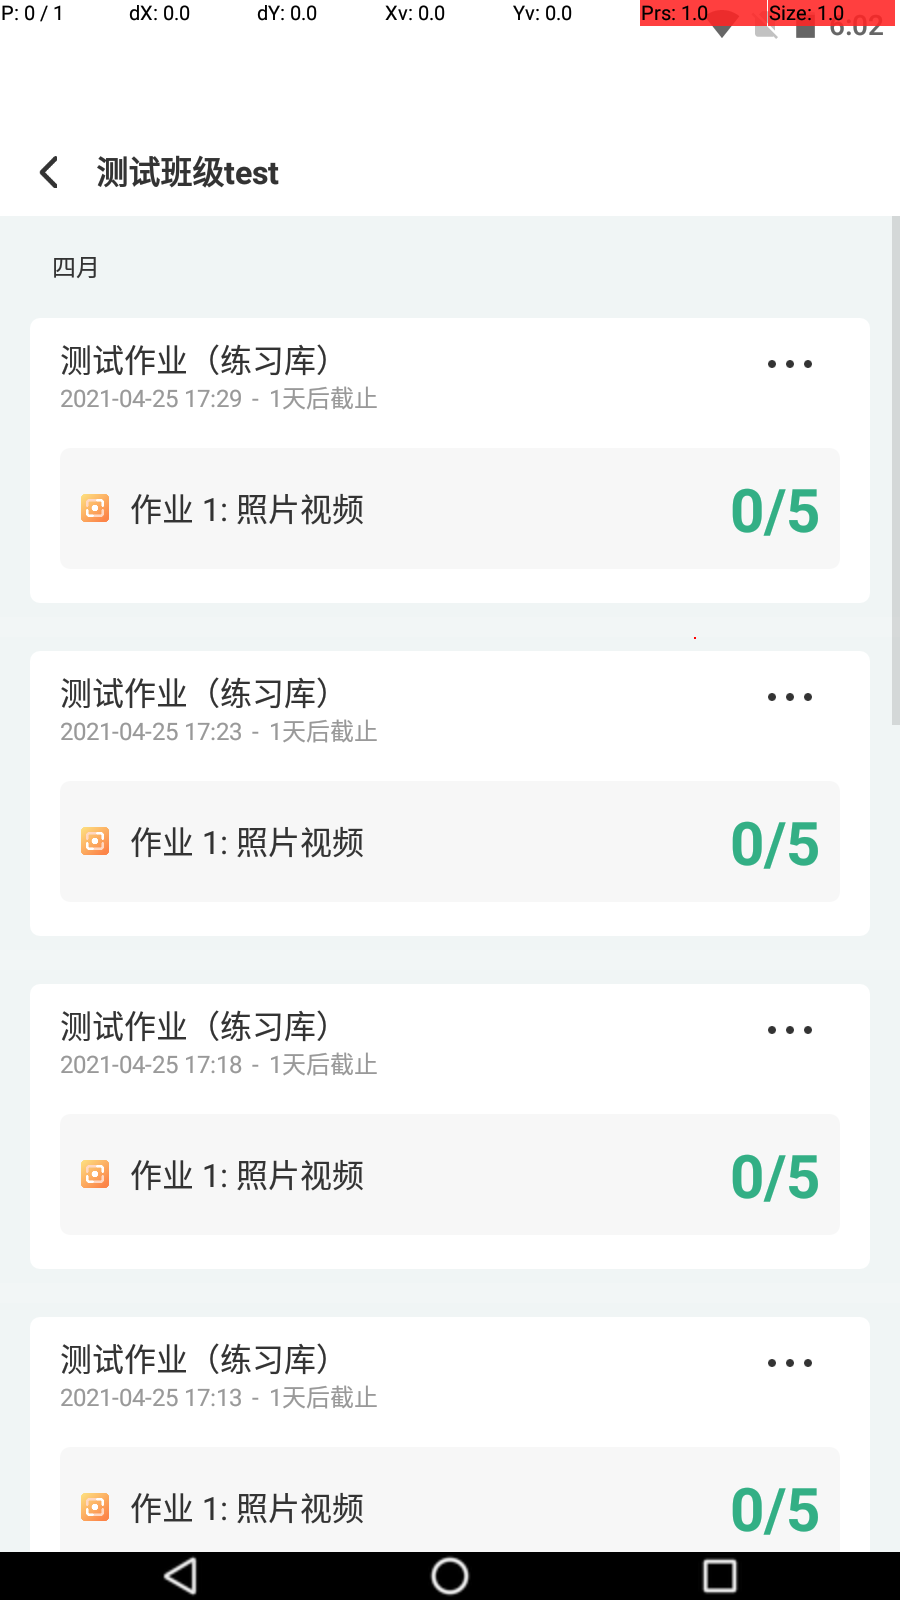 P: 0 / 1 dX: 0.0 dY: 0.0 Xv: 0.0 Yv: 0.0 Prs: 1.0 Size: 1.0
6:02
测试班级test
四月
测试作业（练习库）
2021-04-25 17:29 - 1天后截止
作业 1: 照片视频 0/5
测试作业（练习库）
2021-04-25 17:23 - 1天后截止
作业 1: 照片视频 0/5
测试作业（练习库）
2021-04-25 17:18 - 1天后截止
作业 1: 照片视频 0/5
测试作业（练习库）
2021-04-25 17:13 - 1天后截止
作业 1: 照片视频 0/5